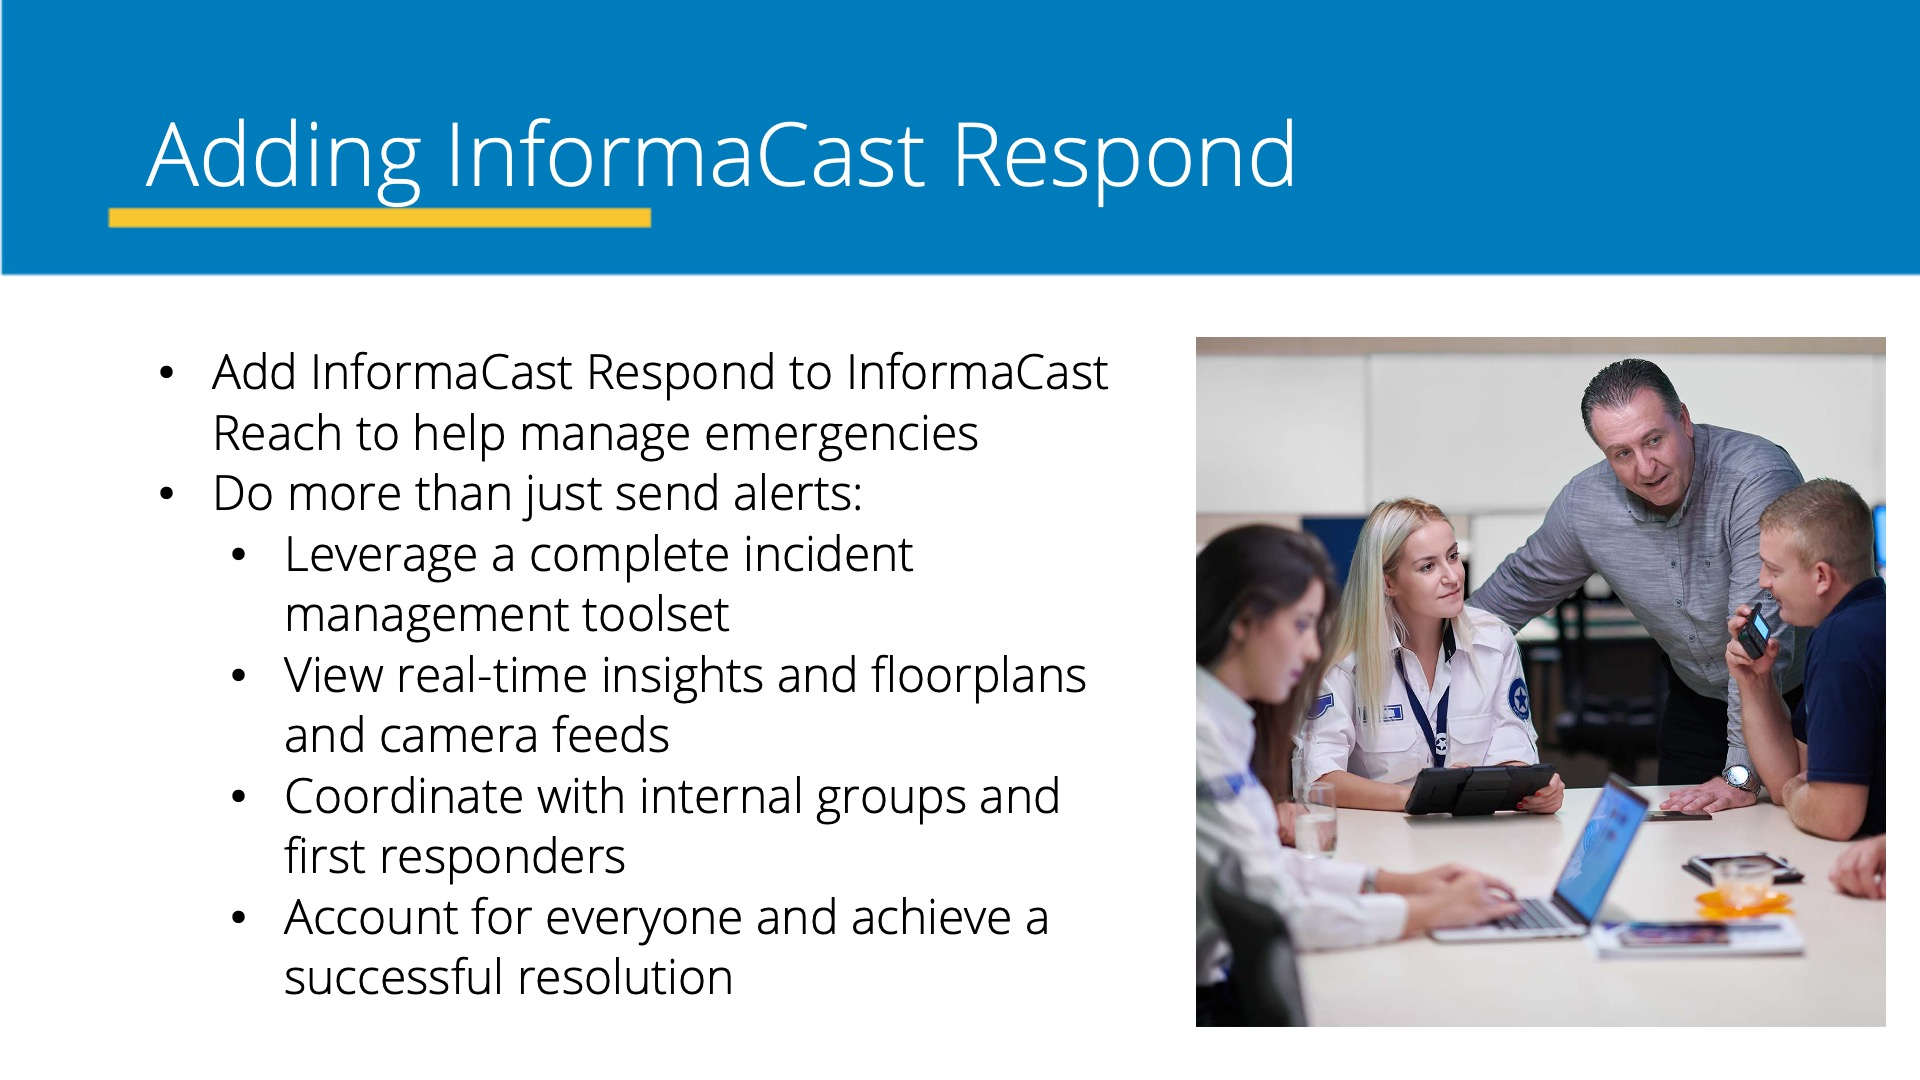 Adding InformaCast Respond
• Add InformaCast Respond to InformaCast
Reach to help manage emergencies
• Do more than just send alerts:
• Leverage a complete incident
management toolset
• View real-time insights and floorplans
and camera feeds
• Coordinate with internal groups and
first responders
• Account for everyone and achieve a
successful resolution